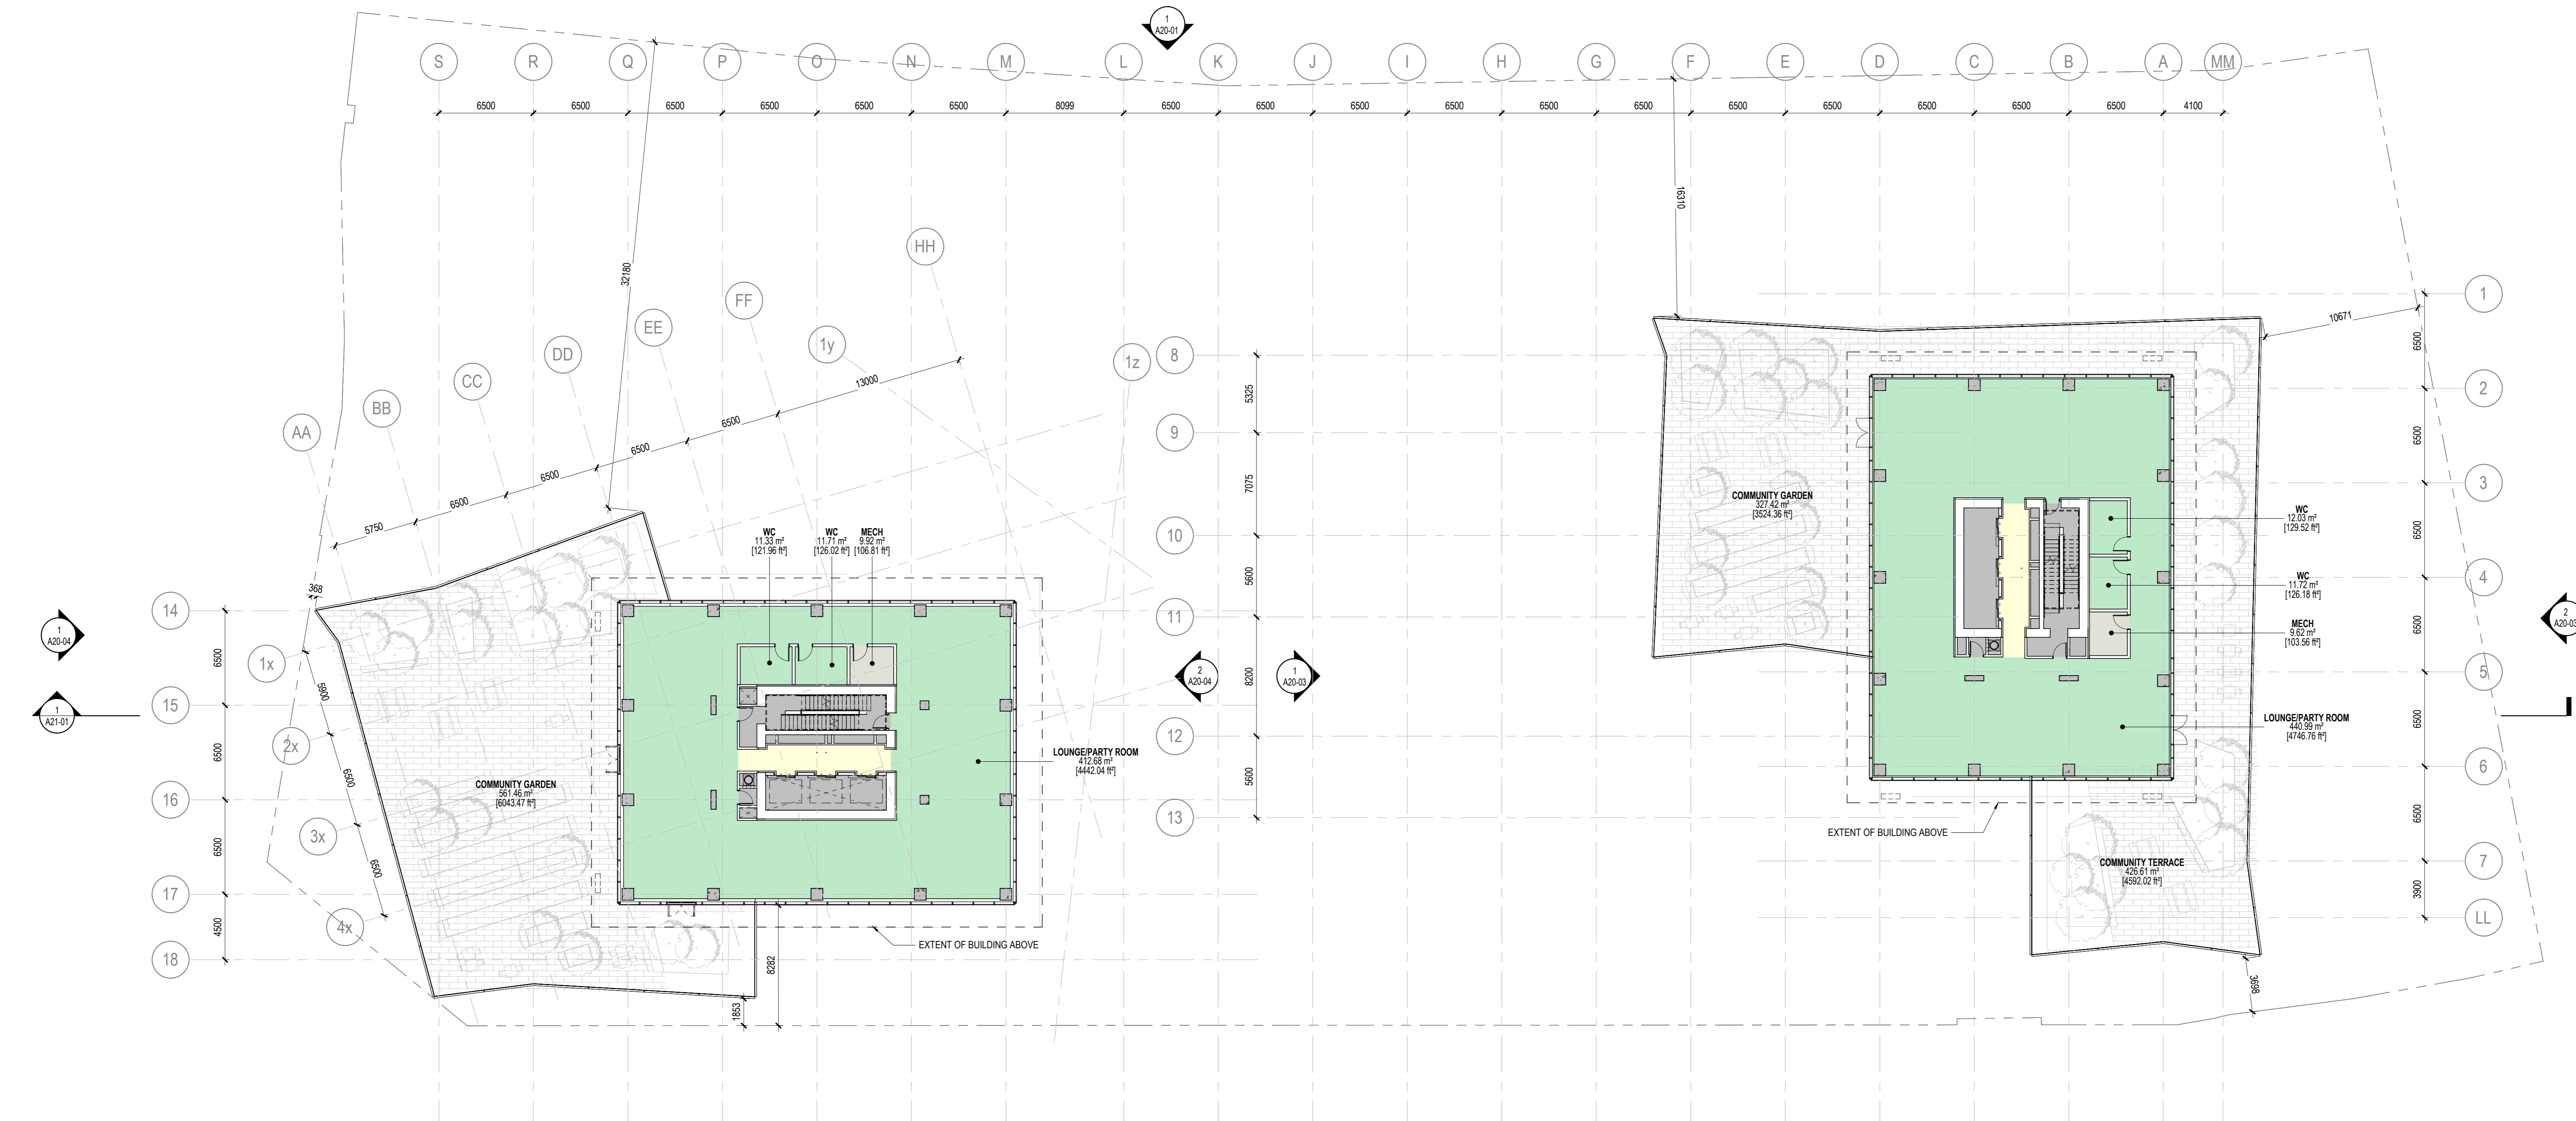 1
A20-01
S
R
Q
P
O
N
M
L
K
J
I
H
G
F
E
D
C
B
A
MM
6500
6500
6500
6500
6500
6500
8099
6500
6500
6500
6500
6500
6500
6500
6500
6500
6500
6500
4100
32180
16310
10671
HH
FF
EE
DD
CC
BB
AA
1y
1z
13000
6500
6500
6500
6500
5750
368
8
9
10
11
12
13
5325
7075
5600
8200
5600
14
15
16
17
18
6500
6500
6500
4500
1x
2x
3x
4x
5900
6500
6500
1
A20-04
1
A21-01
2
A20-04
1
A20-03
2
A20-03
WC
11.33 m²
[121.96 ft²]
WC
11.71 m²
[126.02 ft²]
MECH
9.92 m²
[106.81 ft²]
LOUNGE/PARTY ROOM
412.68 m²
[4442.04 ft²]
COMMUNITY GARDEN
561.46 m²
[6043.47 ft²]
EXTENT OF BUILDING ABOVE
8282
1853
COMMUNITY GARDEN
327.42 m²
[3524.36 ft²]
WC
12.03 m²
[129.52 ft²]
WC
11.72 m²
[126.18 ft²]
MECH
9.62 m²
[103.56 ft²]
LOUNGE/PARTY ROOM
440.99 m²
[4746.76 ft²]
EXTENT OF BUILDING ABOVE
COMMUNITY TERRACE
426.61 m²
[4592.02 ft²]
3698
1
2
3
4
5
6
7
LL
6500
6500
6500
6500
6500
6500
3900